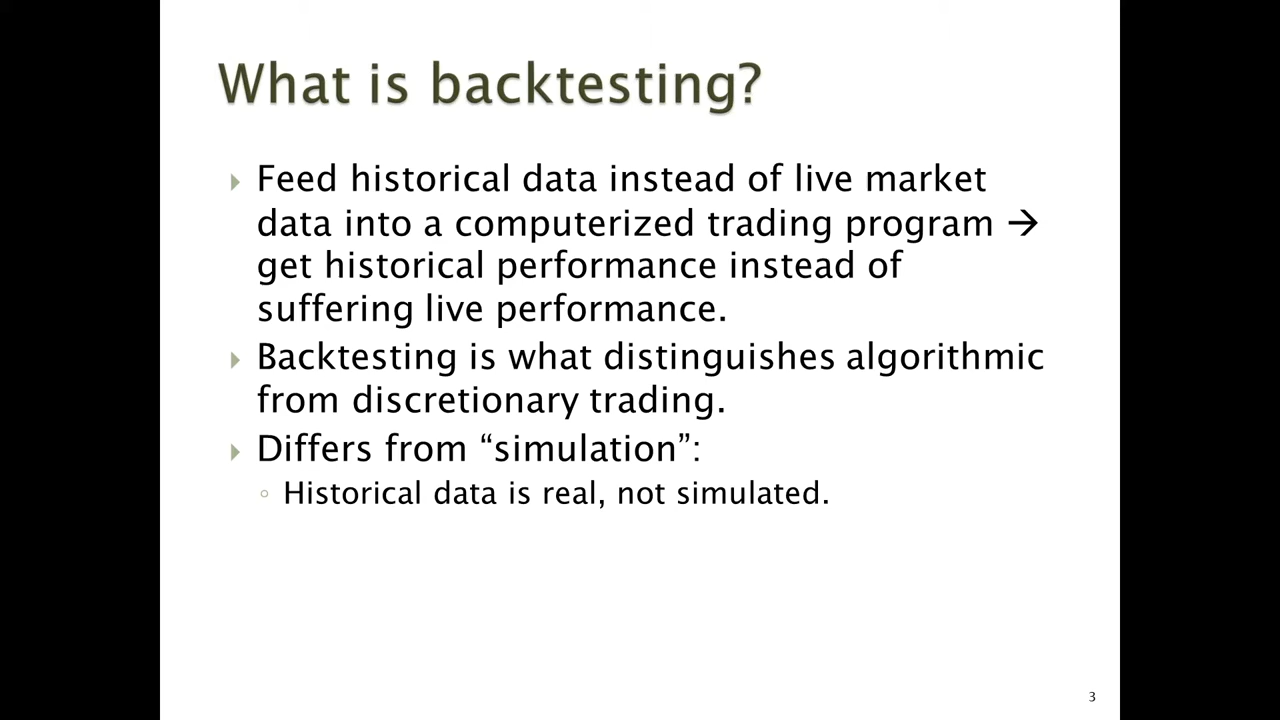 What is backtesting?
Feed historical data instead of live market
data into a computerized trading program →
get historical performance instead of
suffering live performance.
Backtesting is what distinguishes algorithmic
from discretionary trading.
Differs from “simulation”:
Historical data is real, not simulated.
3